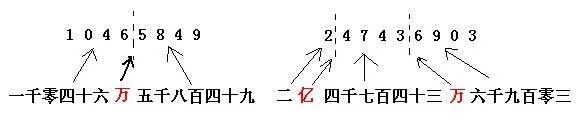 1 0 4 6 5 8 4 9 2 4 7 4 3 6 9 0 3
一千零四十六 万 五千八百四十九 二 亿 四千七百四十三 万 六千九百零三